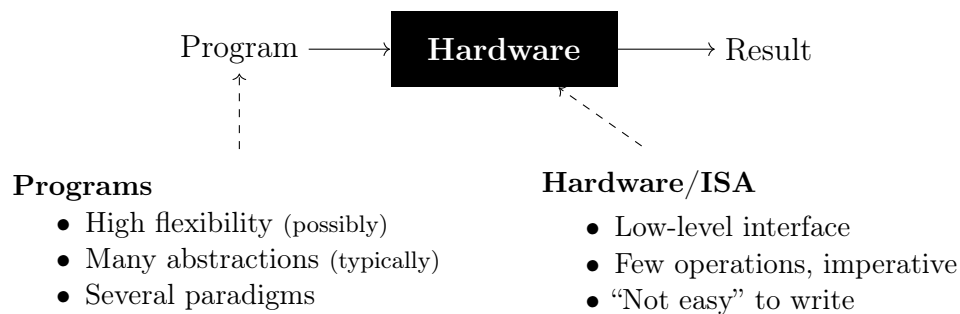 Program Hardware Result
Programs
• High flexibility (possibly)
• Many abstractions (typically)
• Several paradigms
Hardware/ISA
• Low-level interface
• Few operations, imperative
• “Not easy” to write